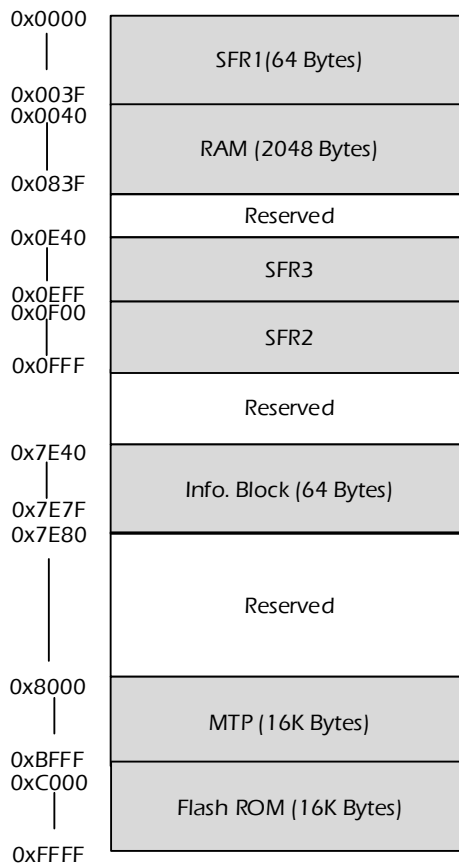 0x0000
SFR1(64 Bytes)
0x003F
0x0040
RAM (2048 Bytes)
0x083F
Reserved
0x0E40
SFR3
0x0EFF
0x0F00
SFR2
0x0FFF
Reserved
0x7E40
Info. Block (64 Bytes)
0x7E7F
0x7E80
Reserved
0x8000
MTP (16K Bytes)
0xBFFF
0xC000
Flash ROM (16K Bytes)
0xFFFF